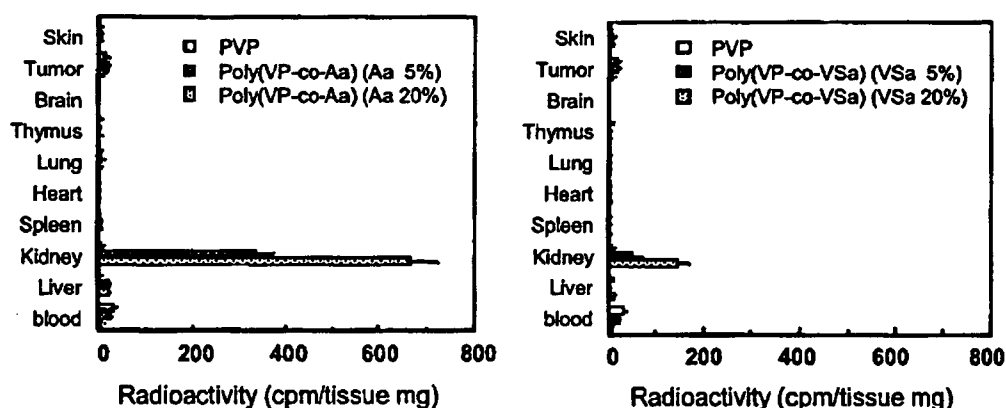 Skin
Tumor
Brain
Thymus
Lung
Heart
Spleen
Kidney
Liver
blood
PVP
Poly(VP-co-Aa) (Aa 5%)
Poly(VP-co-Aa) (Aa 20%)
0 200 400 600 800
Radioactivity (cpm/tissue mg)
Skin
Tumor
Brain
Thymus
Lung
Heart
Spleen
Kidney
Liver
blood
PVP
Poly(VP-co-VSa) (VSa 5%)
Poly(VP-co-VSa) (VSa 20%)
0 200 400 600 800
Radioactivity (cpm/tissue mg)